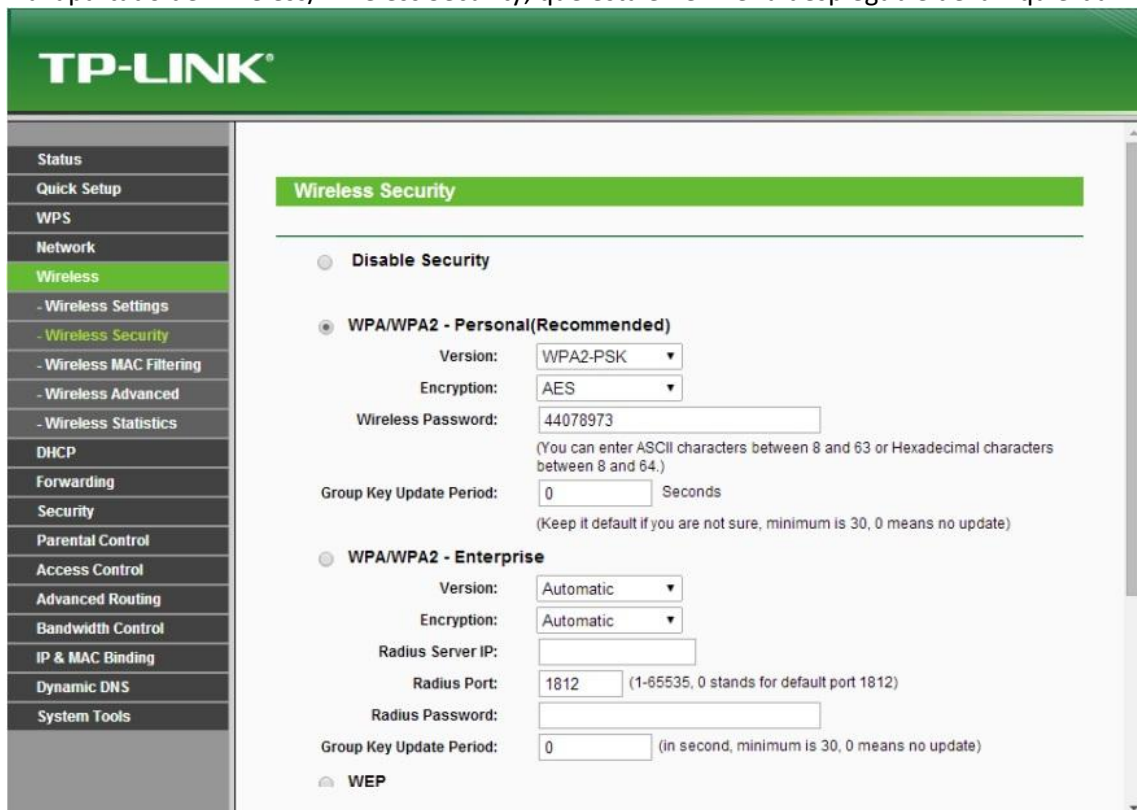 TP-LINK®
Status
Quick Setup
WPS
Network
Wireless
- Wireless Settings
- Wireless Security
- Wireless MAC Filtering
- Wireless Advanced
- Wireless Statistics
DHCP
Forwarding
Security
Parental Control
Access Control
Advanced Routing
Bandwidth Control
IP & MAC Binding
Dynamic DNS
System Tools
Wireless Security
Disable Security
WPA/WPA2 - Personal(Recommended)
Version: WPA2-PSK
Encryption: AES
Wireless Password: 44078973
(You can enter ASCII characters between 8 and 63 or Hexadecimal characters
between 8 and 64.)
Group Key Update Period: 0 Seconds
(Keep it default if you are not sure, minimum is 30, 0 means no update)
WPA/WPA2 - Enterprise
Version: Automatic
Encryption: Automatic
Radius Server IP:
Radius Port: 1812 (1-65535, 0 stands for default port 1812)
Radius Password:
Group Key Update Period: 0 (in second, minimum is 30, 0 means no update)
WEP